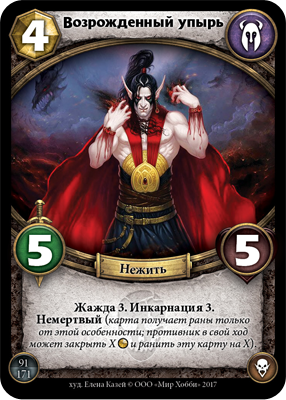 4
Возрожденный упырь
5
5
Нежить
Жажда 3. Инкарнация 3.
Немертвый (карта получает раны только
от этой особенности; противник в свой ход
может закрыть X и ранить эту карту на X).
91
171
худ. Елена Казей © ООО «Мир Хобби» 2017